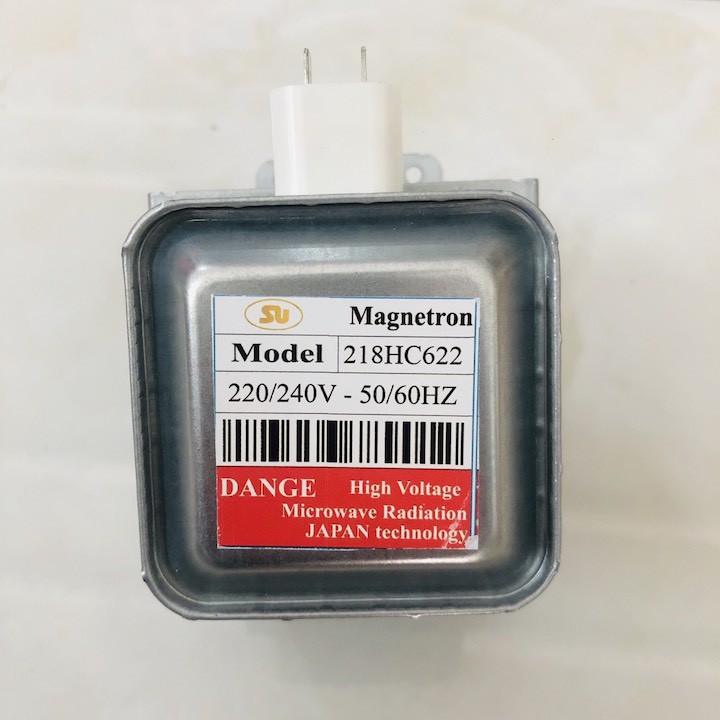 SU Magnetron
Model 218HC622
220/240V - 50/60HZ
DANGE High Voltage
Microwave Radiation
JAPAN technology